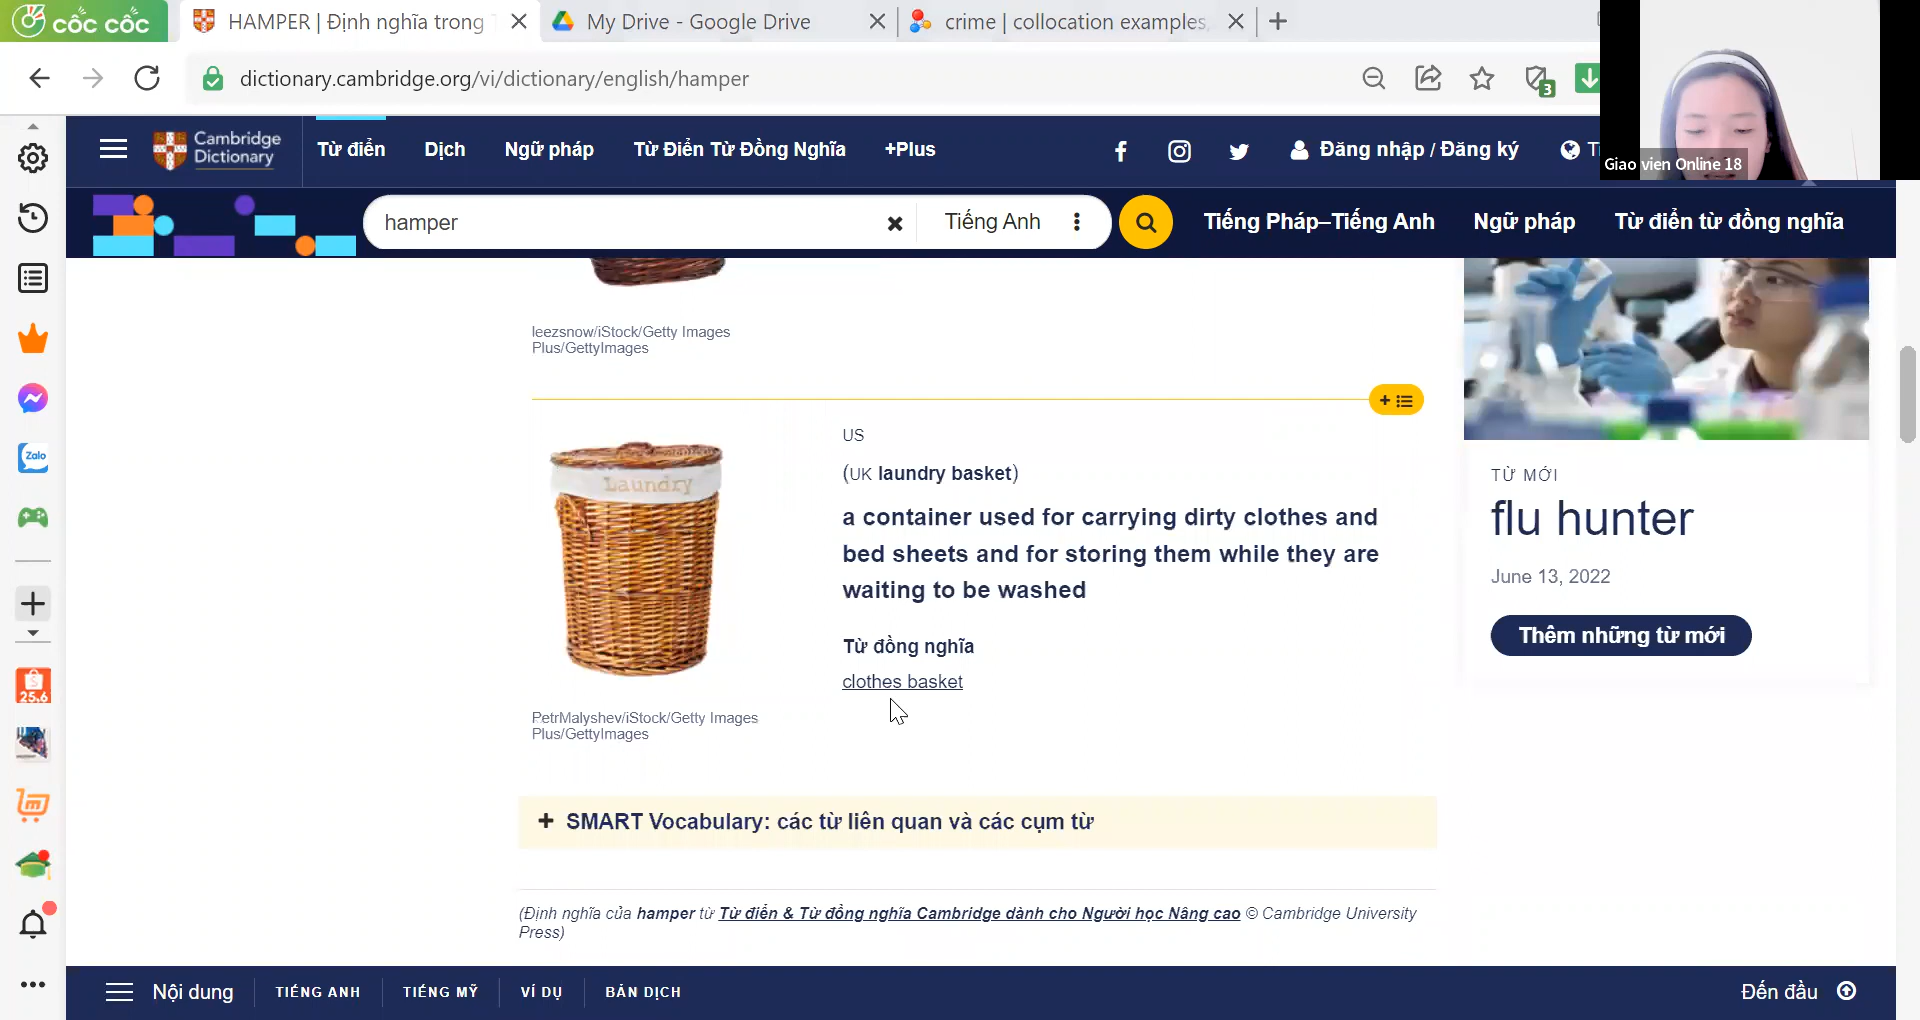 cốc cốc
HAMPER | Định nghĩa trong
My Drive - Google Drive
crime | collocation examples,
dictionary.cambridge.org/vi/dictionary/english/hamper
3
Giao vien Online 18
Cambridge
Dictionary
Từ điển
Dịch
Ngữ pháp
Từ Điển Từ Đồng Nghĩa
+Plus
Đăng nhập / Đăng ký
hamper
Tiếng Anh
Tiếng Pháp–Tiếng Anh
Ngữ pháp
Từ điển từ đồng nghĩa
leezsnow/iStock/Getty Images
Plus/GettyImages
US
(UK laundry basket)
a container used for carrying dirty clothes and
bed sheets and for storing them while they are
waiting to be washed
Từ đồng nghĩa
clothes basket
Laundry
PetrMalyshev/iStock/Getty Images
Plus/GettyImages
TỪ MỚI
flu hunter
June 13, 2022
Thêm những từ mới
Zalo
25.6
+ SMART Vocabulary: các từ liên quan và các cụm từ
(Định nghĩa của hamper từ Từ điển & Từ đồng nghĩa Cambridge dành cho Người học Nâng cao © Cambridge University
Press)
Nội dung
TIẾNG ANH
TIẾNG MỸ
VÍ DỤ
BẢN DỊCH
Đến đầu